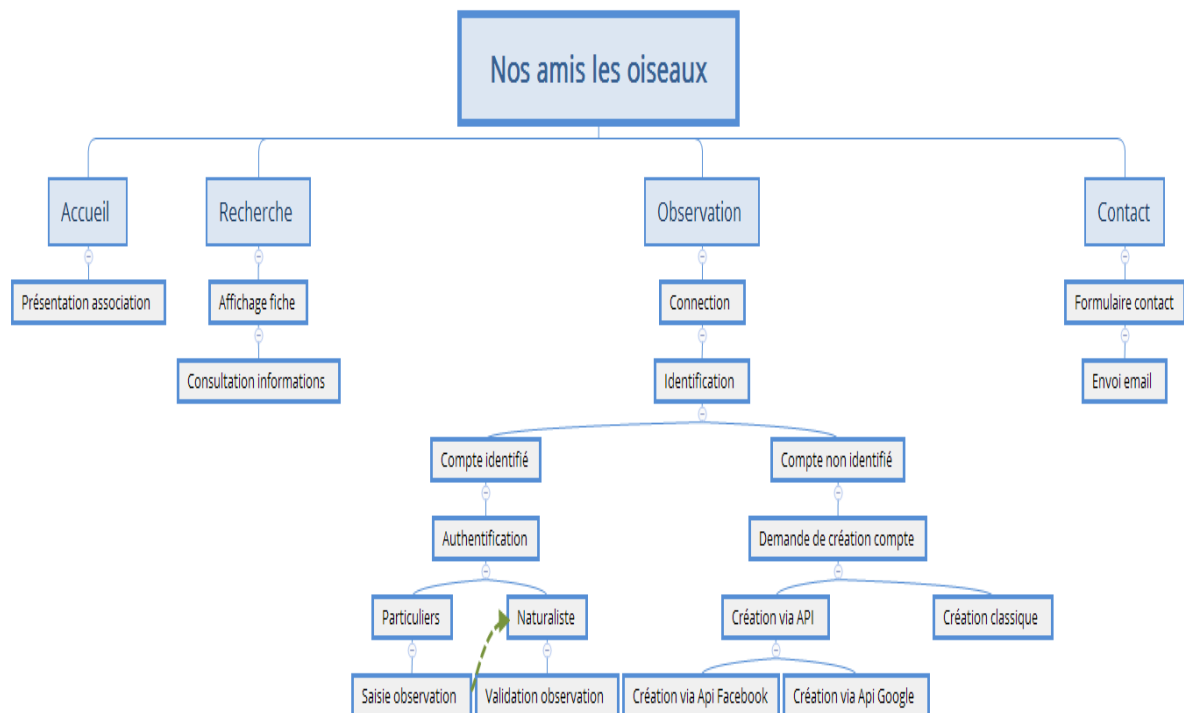 Nos amis les oiseaux
Accueil
Recherche
Observation
Contact
Présentation association
Affichage fiche
Connection
Formulaire contact
Consultation informations
Identification
Envoi email
Compte identifié
Compte non identifié
Authentification
Demande de création compte
Particuliers
Naturaliste
Création via API
Création classique
Saisie observation
Validation observation
Création via Api Facebook
Création via Api Google